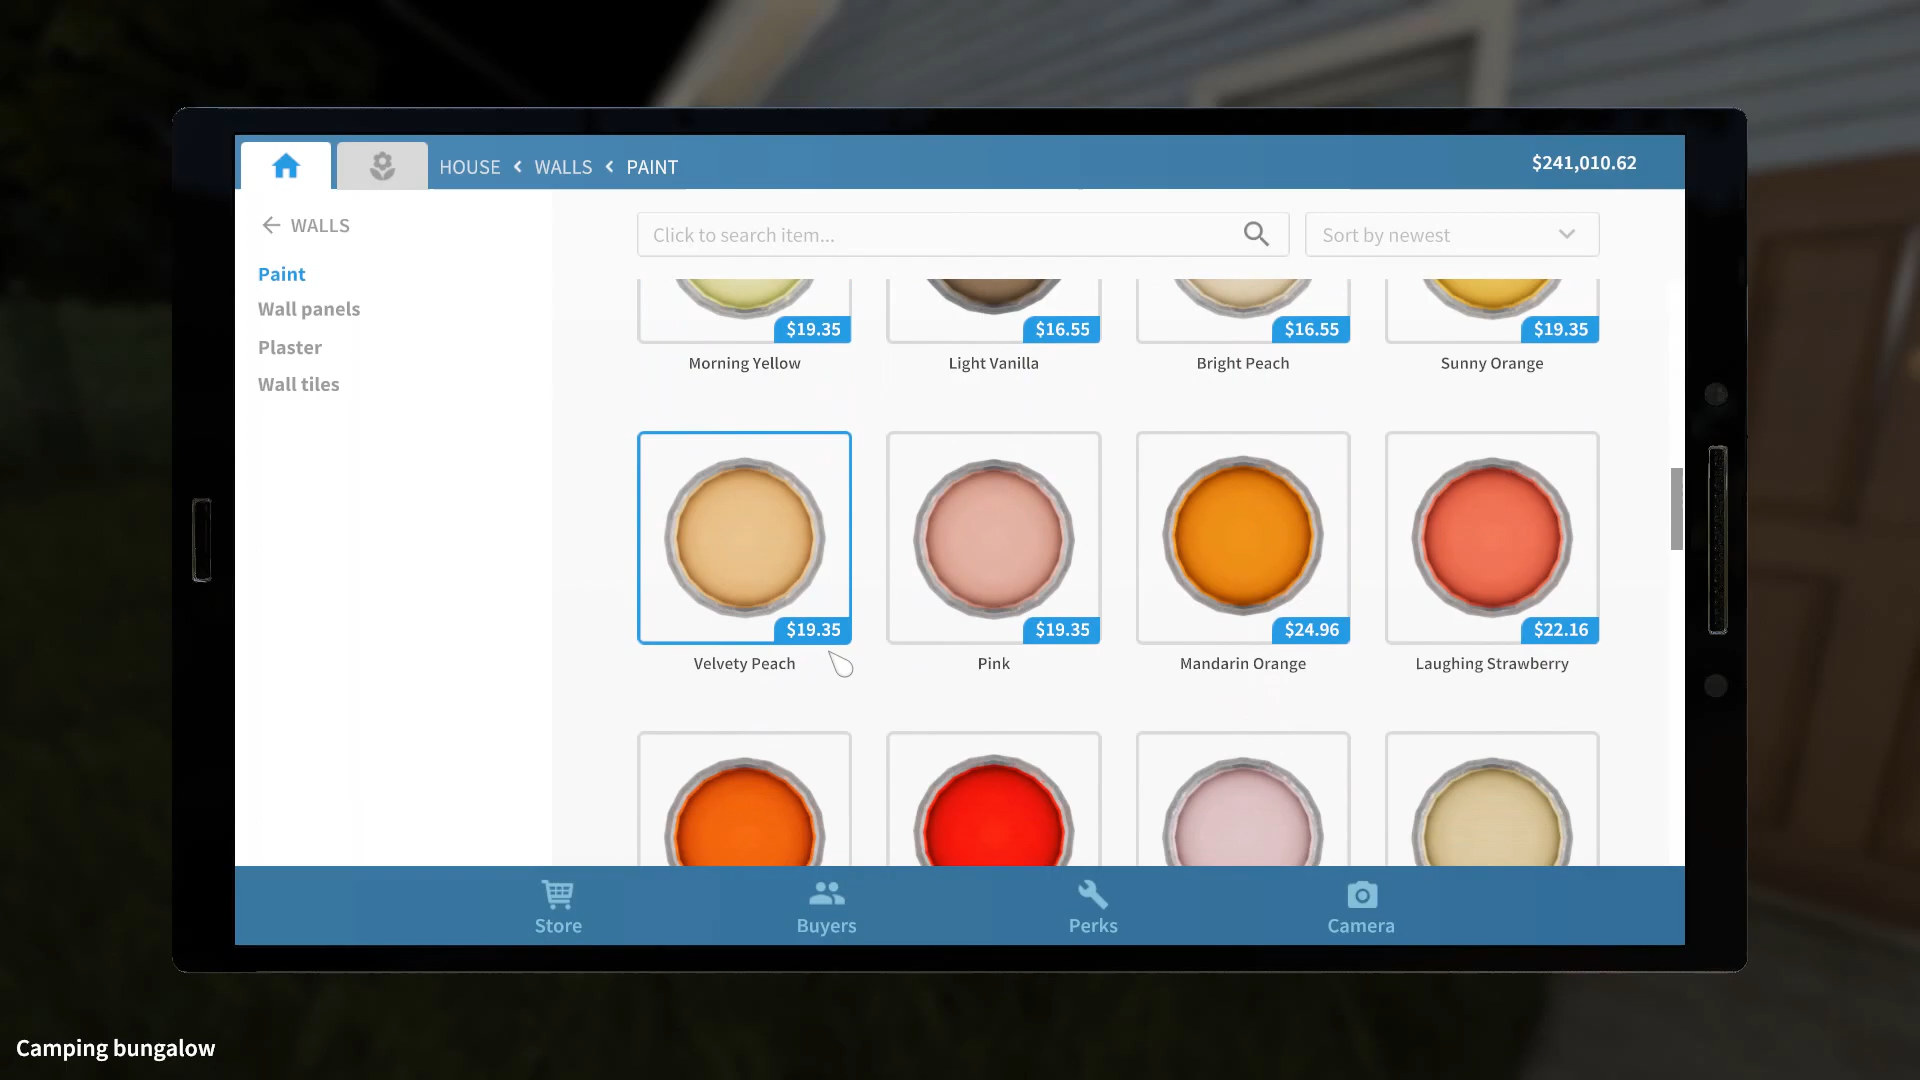 HOUSE < WALLS < PAINT
$241,010.62
WALLS
Paint
Wall panels
Plaster
Wall tiles
Click to search item...
Sort by newest
$19.35
$16.55
$16.55
$19.35
Morning Yellow
Light Vanilla
Bright Peach
Sunny Orange
$19.35
$19.35
$24.96
$22.16
Velvety Peach
Pink
Mandarin Orange
Laughing Strawberry
Store
Buyers
Perks
Camera
Camping bungalow